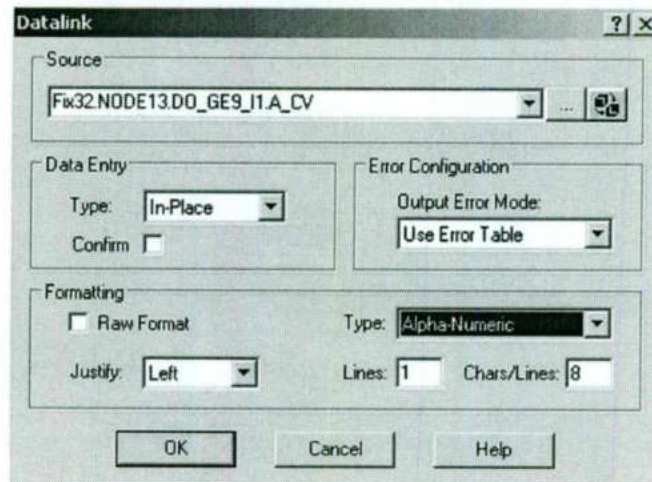 Datalink
Source
Fix32.NODE13.DO_GE9_I1.A_CV
...
Data Entry
Type: In-Place
Confirm
Error Configuration
Output Error Mode:
Use Error Table
Formatting
Raw Format
Type: Alpha-Numeric
Justify: Left
Lines: 1
Chars/Lines: 8
OK
Cancel
Help